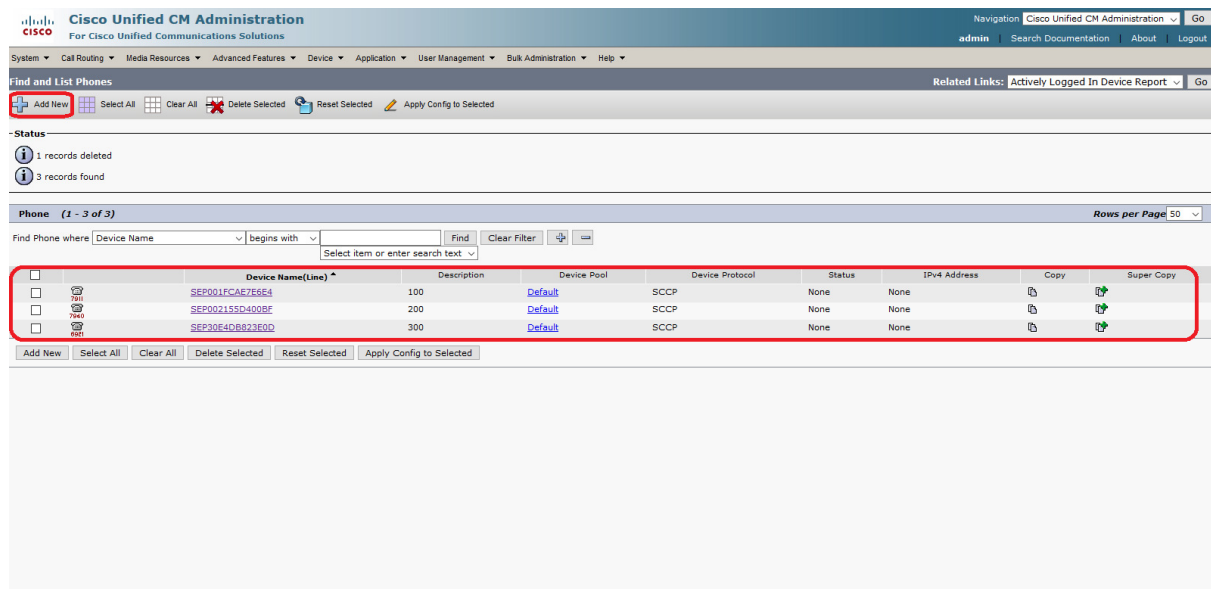 Cisco Unified CM Administration
For Cisco Unified Communications Solutions
CISCO
Navigation Cisco Unified CM Administration Go
admin | Search Documentation | About | Logout
System Call Routing Media Resources Advanced Features Device Application User Management Bulk Administration Help
Find and List Phones
Related Links: Actively Logged In Device Report Go
Add New Select All Clear All Delete Selected Reset Selected Apply Config to Selected
Status
1 records deleted
3 records found
Phone (1 - 3 of 3) Rows per Page 50
Find Phone where Device Name begins with Find Clear Filter
Select item or enter search text
Device Name(Line) Description Device Pool Device Protocol Status IPv4 Address Copy Super Copy
7911 SEP001FCAE7E6E4 100 Default SCCP None None
7940 SEP002155D400BF 200 Default SCCP None None
6921 SEP30E4DB823E0D 300 Default SCCP None None
Add New Select All Clear All Delete Selected Reset Selected Apply Config to Selected